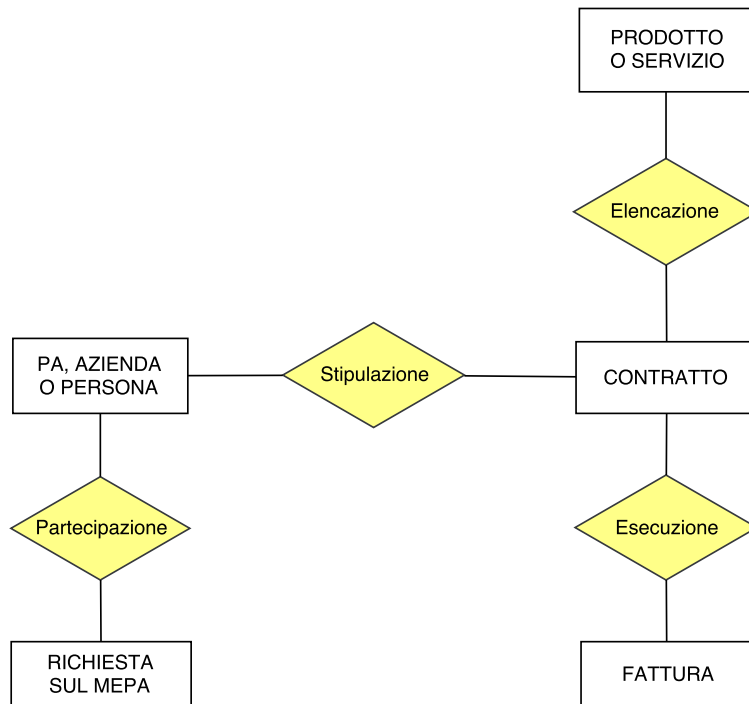 PRODOTTO
O SERVIZIO
Elencazione
PA, AZIENDA
O PERSONA
Stipulazione
CONTRATTO
Partecipazione
Esecuzione
RICHIESTA
SUL MEPA
FATTURA